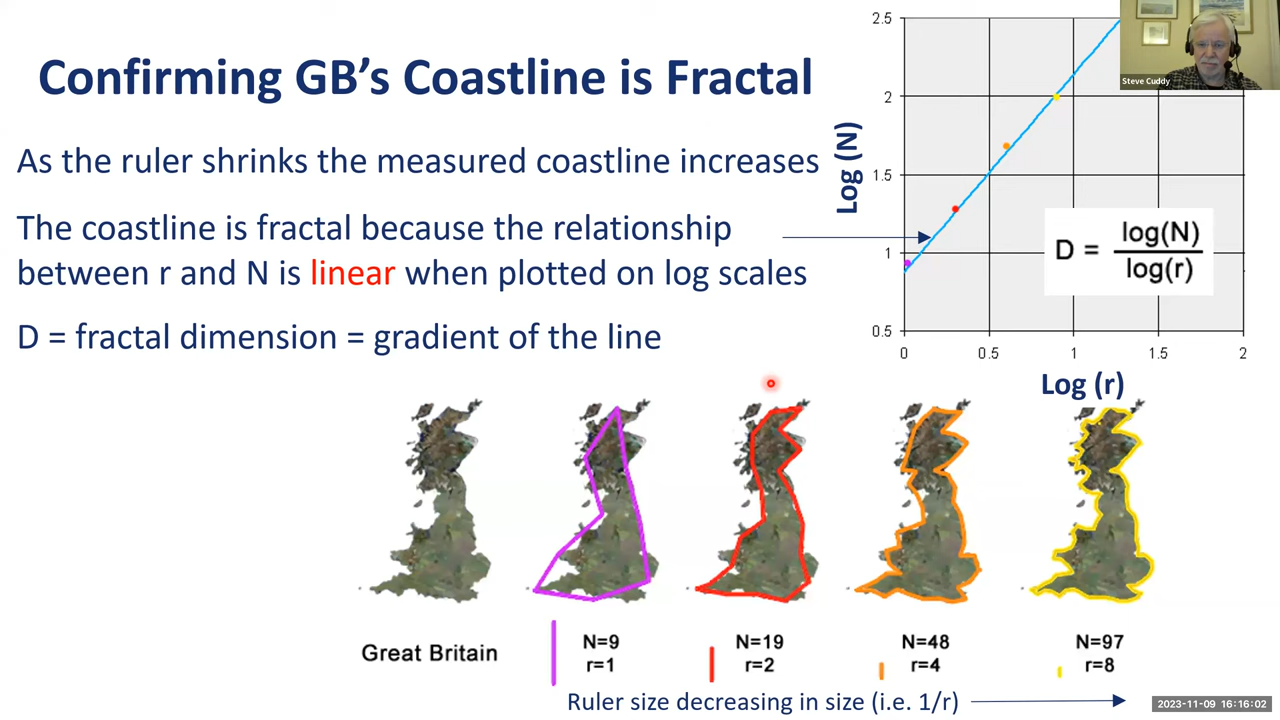 Confirming GB's Coastline is Fractal
As the ruler shrinks the measured coastline increases
The coastline is fractal because the relationship
between r and N is linear when plotted on log scales
D = fractal dimension = gradient of the line
2.5
2
1.5
1
0.5
Log (N)
0
0.5
1
1.5
2
Log (r)
D = log(N)
log(r)
Steve Cuddy
Great Britain
N=9
r=1
N=19
r=2
N=48
r=4
N=97
r=8
Ruler size decreasing in size (i.e. 1/r)
2023-11-09 16:16:02